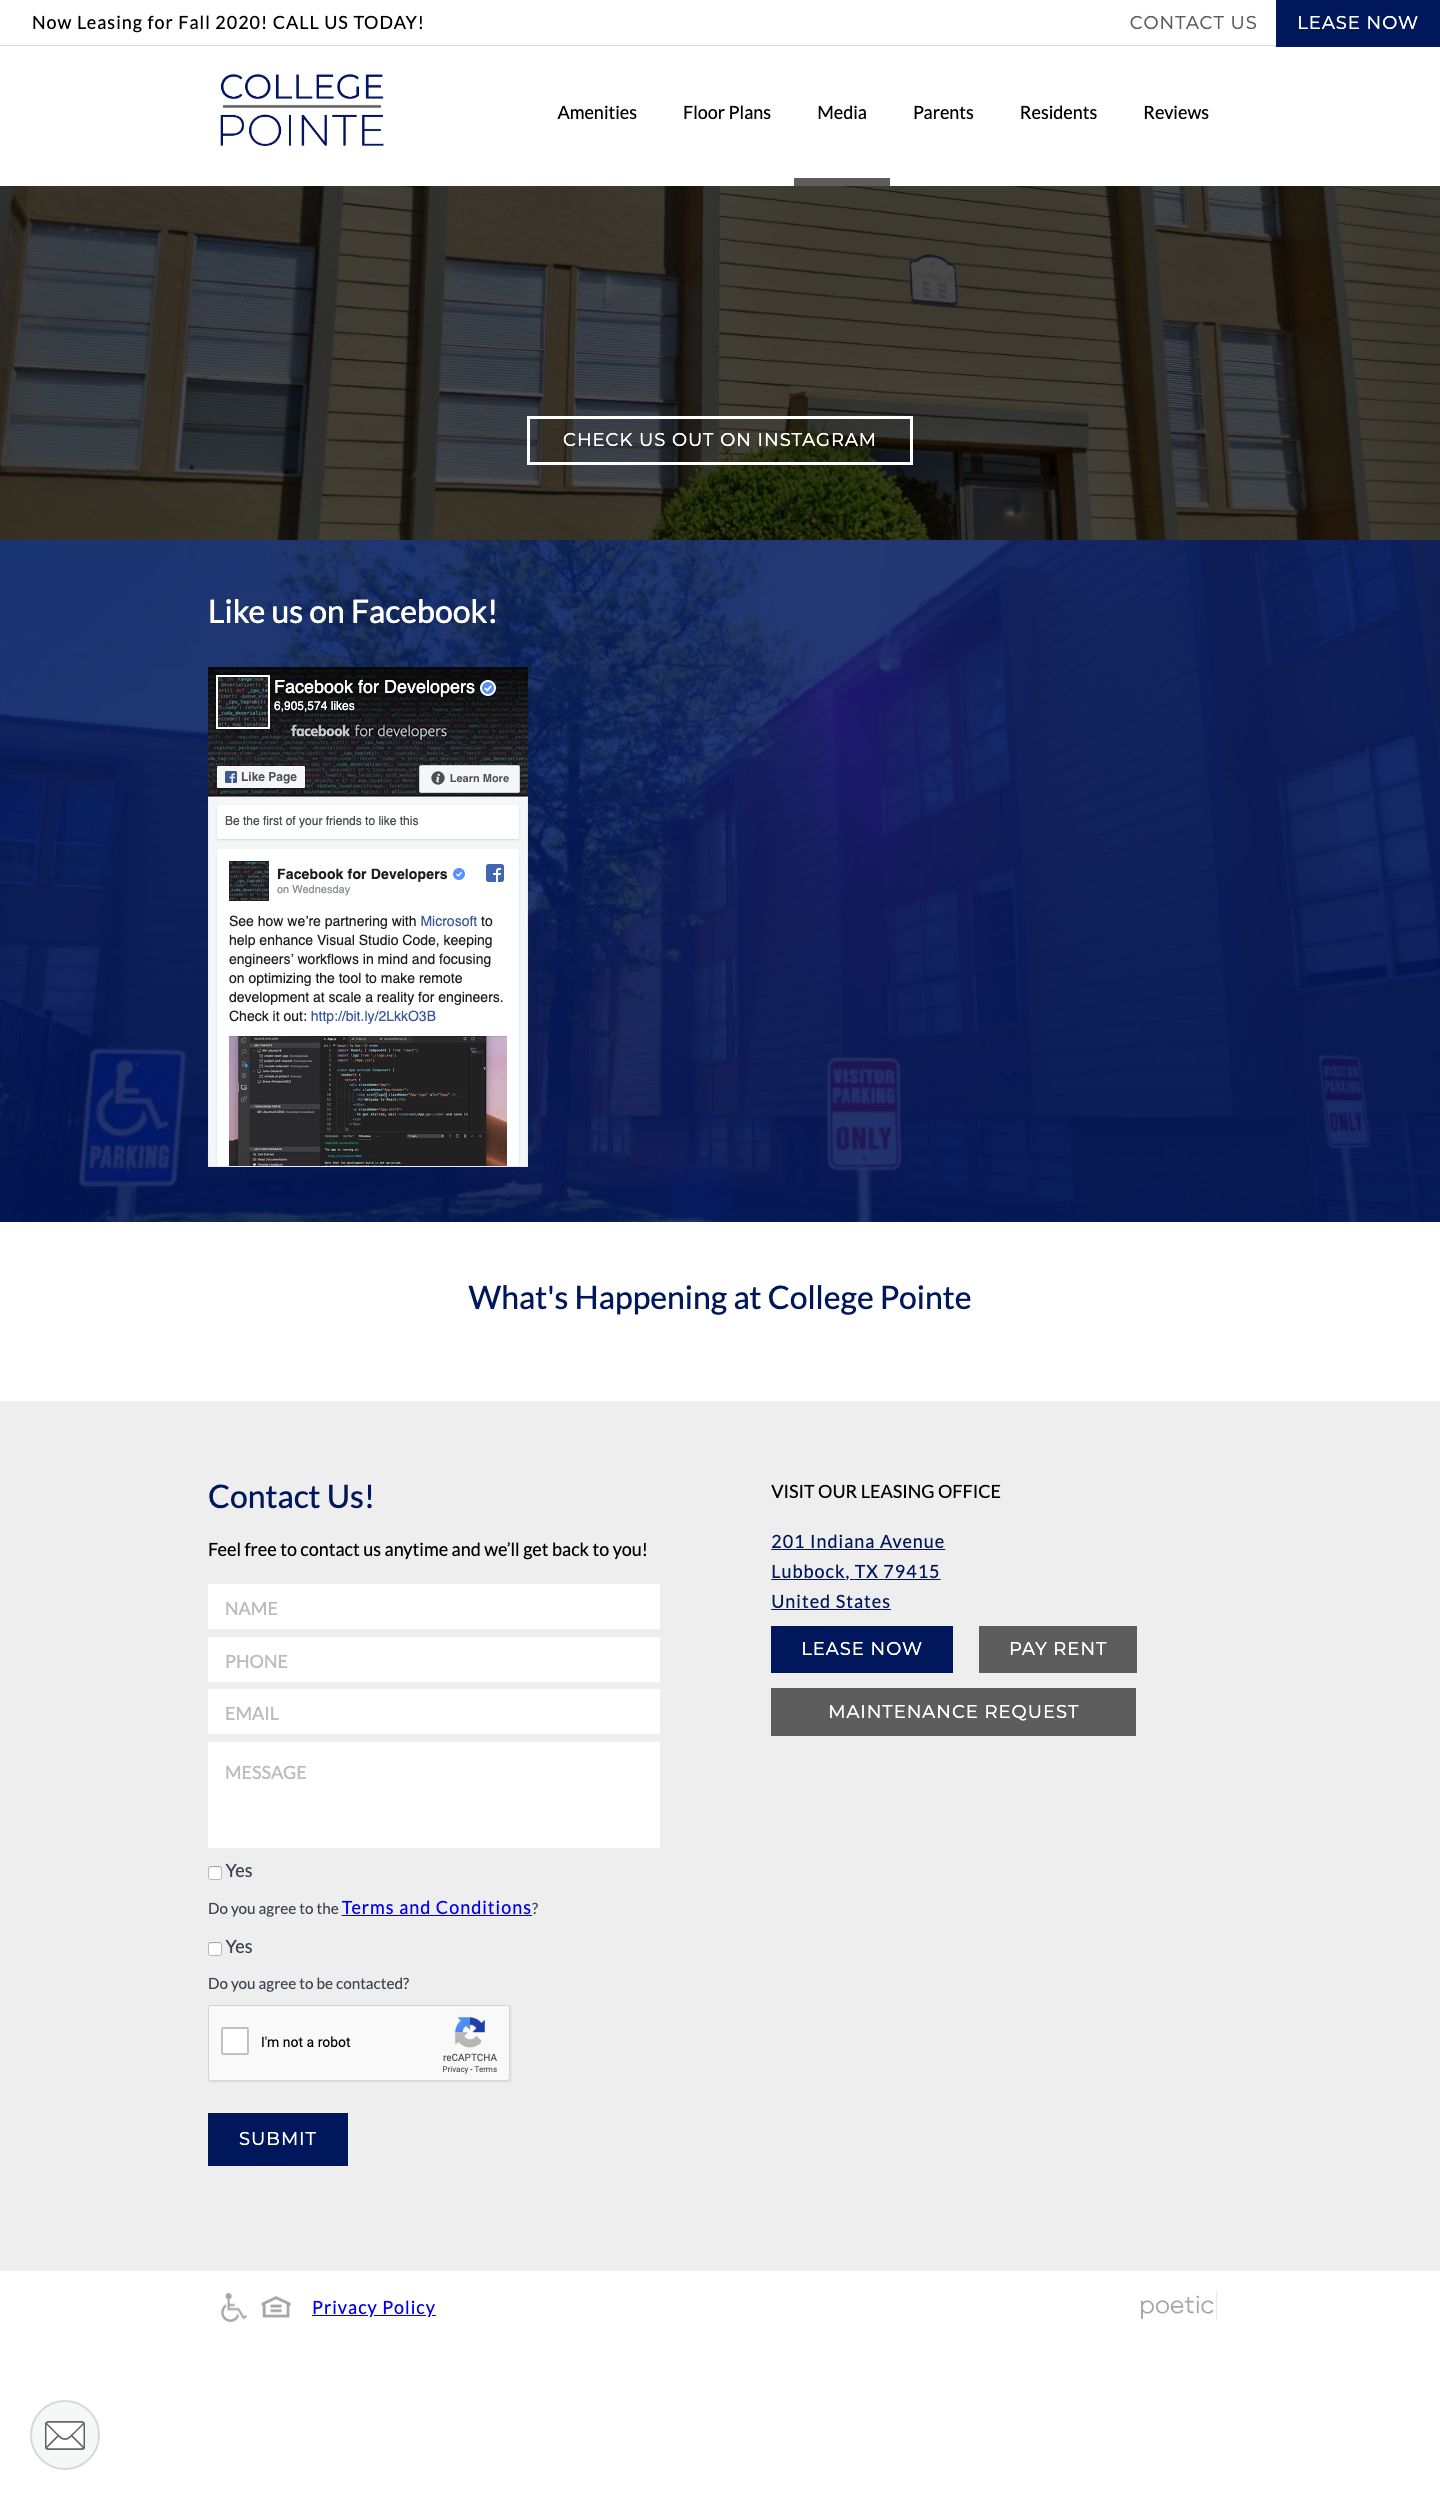 Now Leasing for Fall 2020! CALL US TODAY!
CONTACT US
LEASE NOW
COLLEGE
POINTE
Amenities
Floor Plans
Media
Parents
Residents
Reviews
CHECK US OUT ON INSTAGRAM
Like us on Facebook!
Facebook for Developers
6,905,574 likes
facebook for developers
Like Page
Learn More
Be the first of your friends to like this
Facebook for Developers
on Wednesday
See how we're partnering with Microsoft to
help enhance Visual Studio Code, keeping
engineers' workflows in mind and focusing
on optimizing the tool to make remote
development at scale a reality for engineers.
Check it out: http://bit.ly/2LkkO3B
PARKING
VISITOR
PARKING
ONLY
VISITOR
PARKING
ONLY
What's Happening at College Pointe
Contact Us!
Feel free to contact us anytime and we'll get back to you!
NAME
PHONE
EMAIL
MESSAGE
Yes
Do you agree to the Terms and Conditions?
Yes
Do you agree to be contacted?
I'm not a robot
reCAPTCHA
Privacy - Terms
SUBMIT
VISIT OUR LEASING OFFICE
201 Indiana Avenue
Lubbock, TX 79415
United States
LEASE NOW
PAY RENT
MAINTENANCE REQUEST
Privacy Policy
poetic